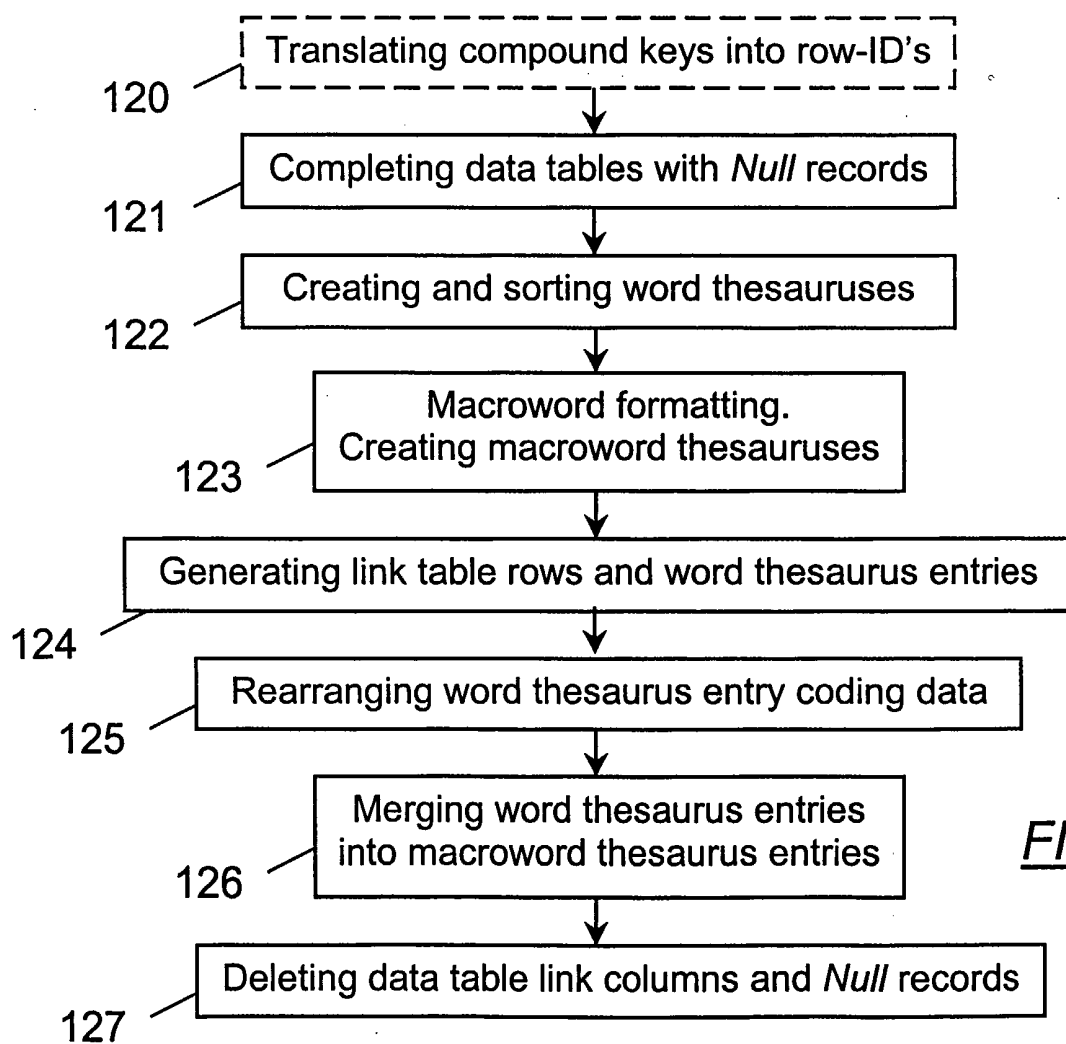 Translating compound keys into row-ID's
120
Completing data tables with Null records
121
Creating and sorting word thesauruses
122
Macroword formatting.
Creating macroword thesauruses
123
Generating link table rows and word thesaurus entries
124
Rearranging word thesaurus entry coding data
125
Merging word thesaurus entries
into macroword thesaurus entries
126
Deleting data table link columns and Null records
127